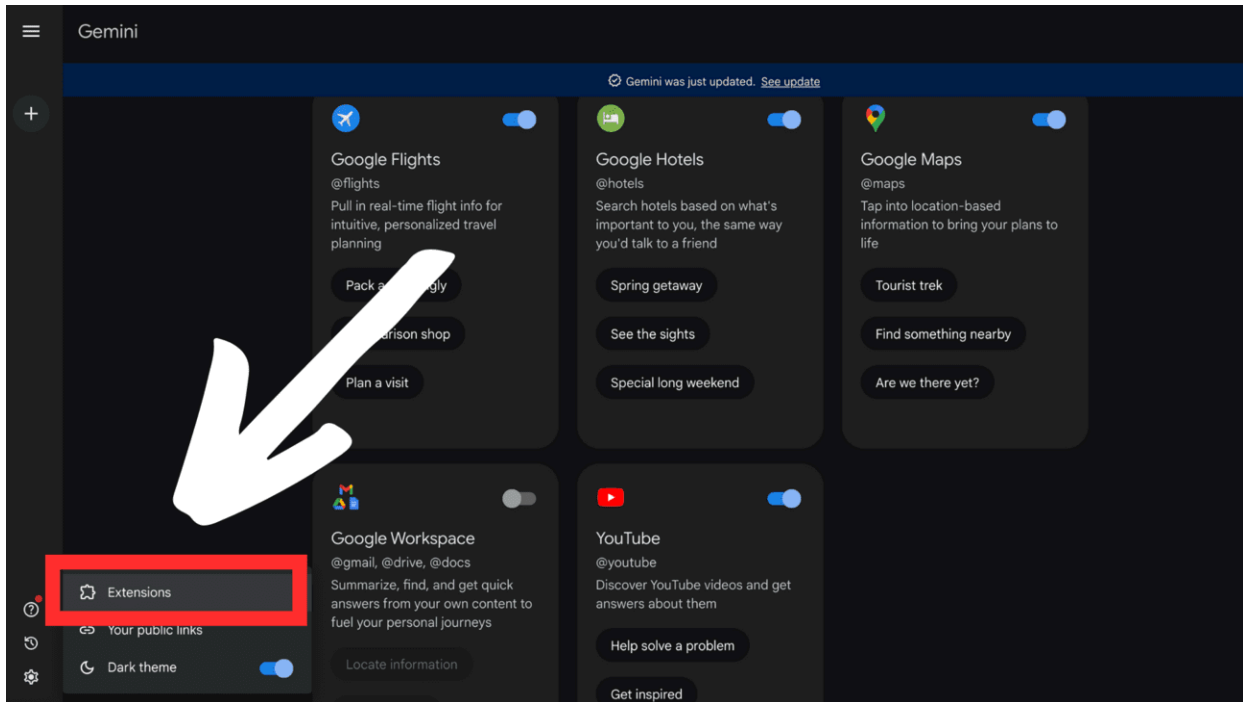 Gemini
Gemini was just updated. See update
Google Flights
@flights
Pull in real-time flight info for
intuitive, personalized travel
planning
Pack a gly
rison shop
Plan a visit
Google Hotels
@hotels
Search hotels based on what's
important to you, the same way
you'd talk to a friend
Spring getaway
See the sights
Special long weekend
Google Maps
@maps
Tap into location-based
information to bring your plans to
life
Tourist trek
Find something nearby
Are we there yet?
Google Workspace
@gmail, @drive, @docs
Summarize, find, and get quick
answers from your own content to
fuel your personal journeys
Locate information
YouTube
@youtube
Discover YouTube videos and get
answers about them
Help solve a problem
Get inspired
Extensions
Your public links
Dark theme